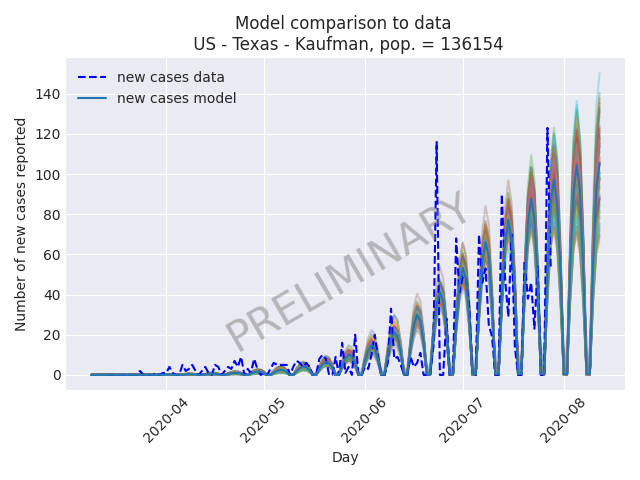 Model comparison to data
US - Texas - Kaufman, pop. = 136154
new cases data
new cases model
Number of new cases reported
140
120
100
80
60
40
20
0
PRELIMINARY
2020-04
2020-05
2020-06
2020-07
2020-08
Day